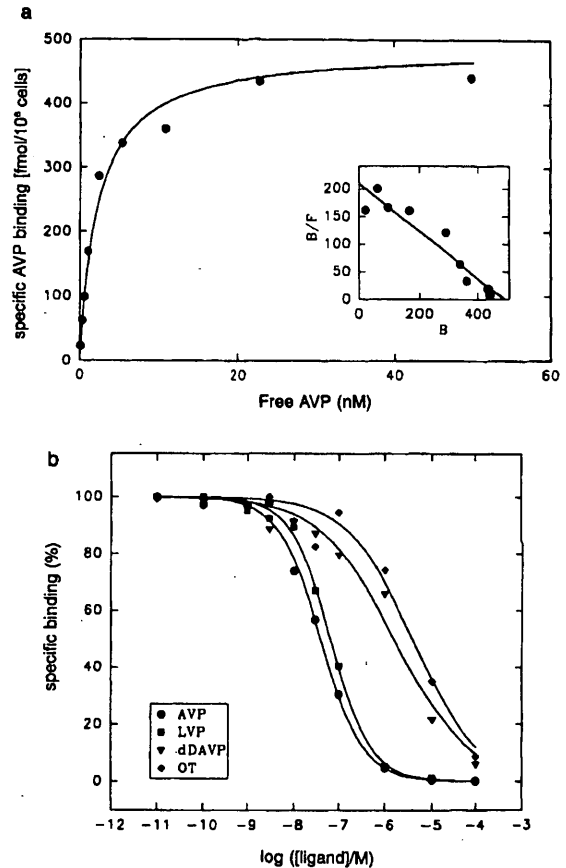 a
500
400
300
200
100
0
specific AVP binding [fmol/10⁶ cells]
0
20
40
60
Free AVP (nM)
200
150
100
50
0
B/F
0
200
400
B
b
100
80
60
40
20
0
specific binding (%)
AVP
LVP
dDAVP
OT
−12 −11 −10 −9 −8 −7 −6 −5 −4 −3
log ([ligand]/M)